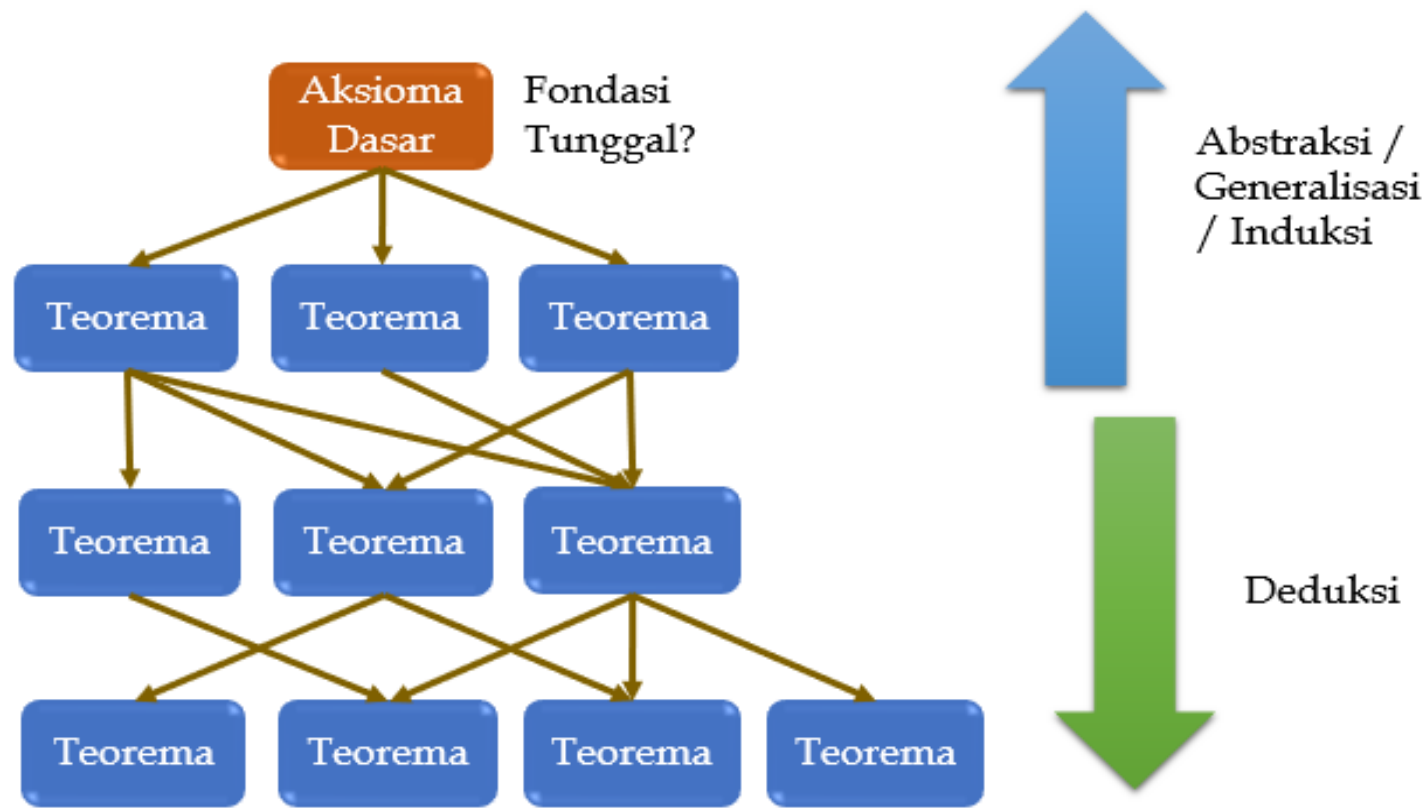 Aksioma
Dasar
Fondasi
Tunggal?
Abstraksi /
Generalisasi
/ Induksi
Teorema
Teorema
Teorema
Teorema
Teorema
Teorema
Deduksi
Teorema
Teorema
Teorema
Teorema